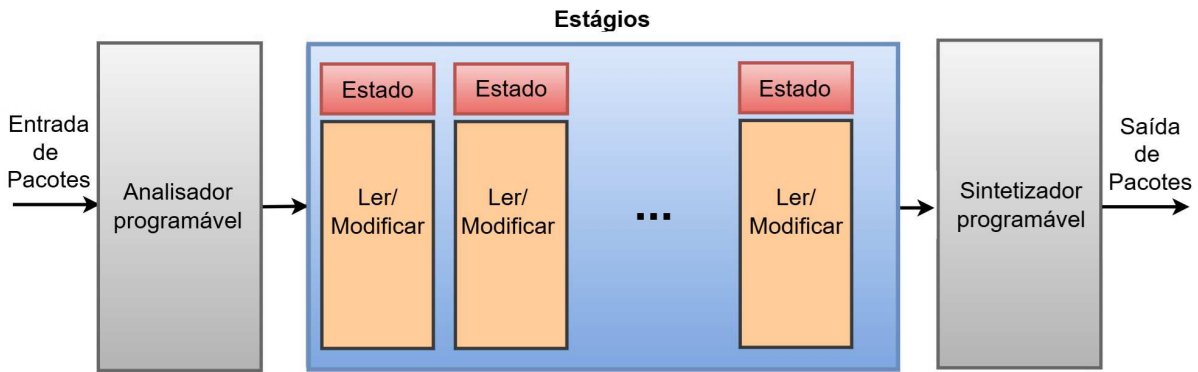 Estágios
Entrada
de
Pacotes
Analisador
programável
Estado
Ler/
Modificar
Estado
Ler/
Modificar
...
Estado
Ler/
Modificar
Sintetizador
programável
Saída
de
Pacotes